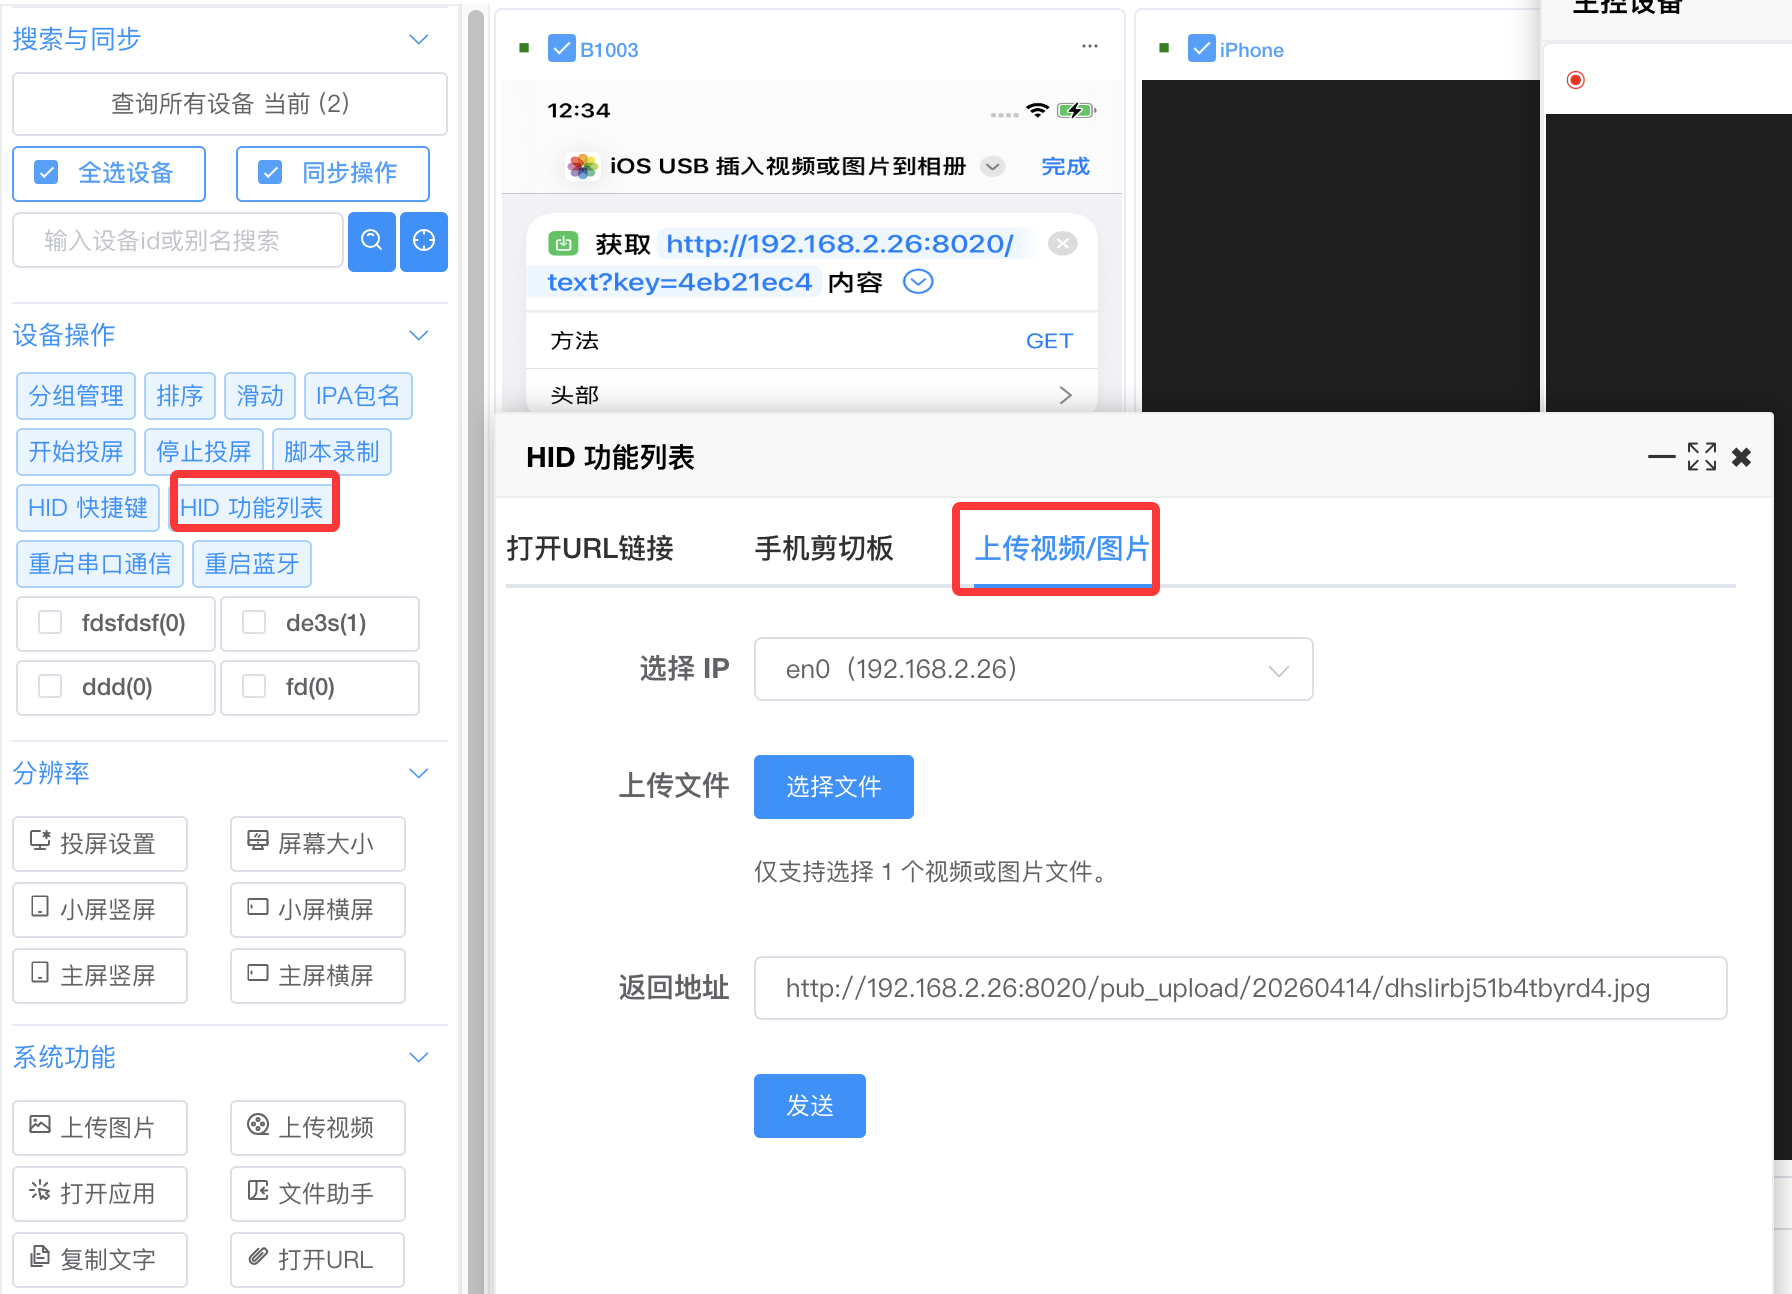 搜索与同步
查询所有设备 当前 (2)
全选设备
同步操作
输入设备id或别名搜索
设备操作
分组管理
排序
滑动
IPA包名
开始投屏
停止投屏
脚本录制
HID 快捷键
HID 功能列表
重启串口通信
重启蓝牙
fdsfdsf(0)
de3s(1)
ddd(0)
fd(0)
分辨率
投屏设置
屏幕大小
小屏竖屏
小屏横屏
主屏竖屏
主屏横屏
系统功能
上传图片
上传视频
打开应用
文件助手
复制文字
打开URL
B1003
iPhone
主控设备
12:34
iOS USB 插入视频或图片到相册
完成
获取 http://192.168.2.26:8020/
text?key=4eb21ec4 内容
方法
GET
头部
HID 功能列表
打开URL链接
手机剪切板
上传视频/图片
选择 IP
en0（192.168.2.26）
上传文件
选择文件
仅支持选择 1 个视频或图片文件。
返回地址
http://192.168.2.26:8020/pub_upload/20260414/dhslirbj51b4tbyrd4.jpg
发送